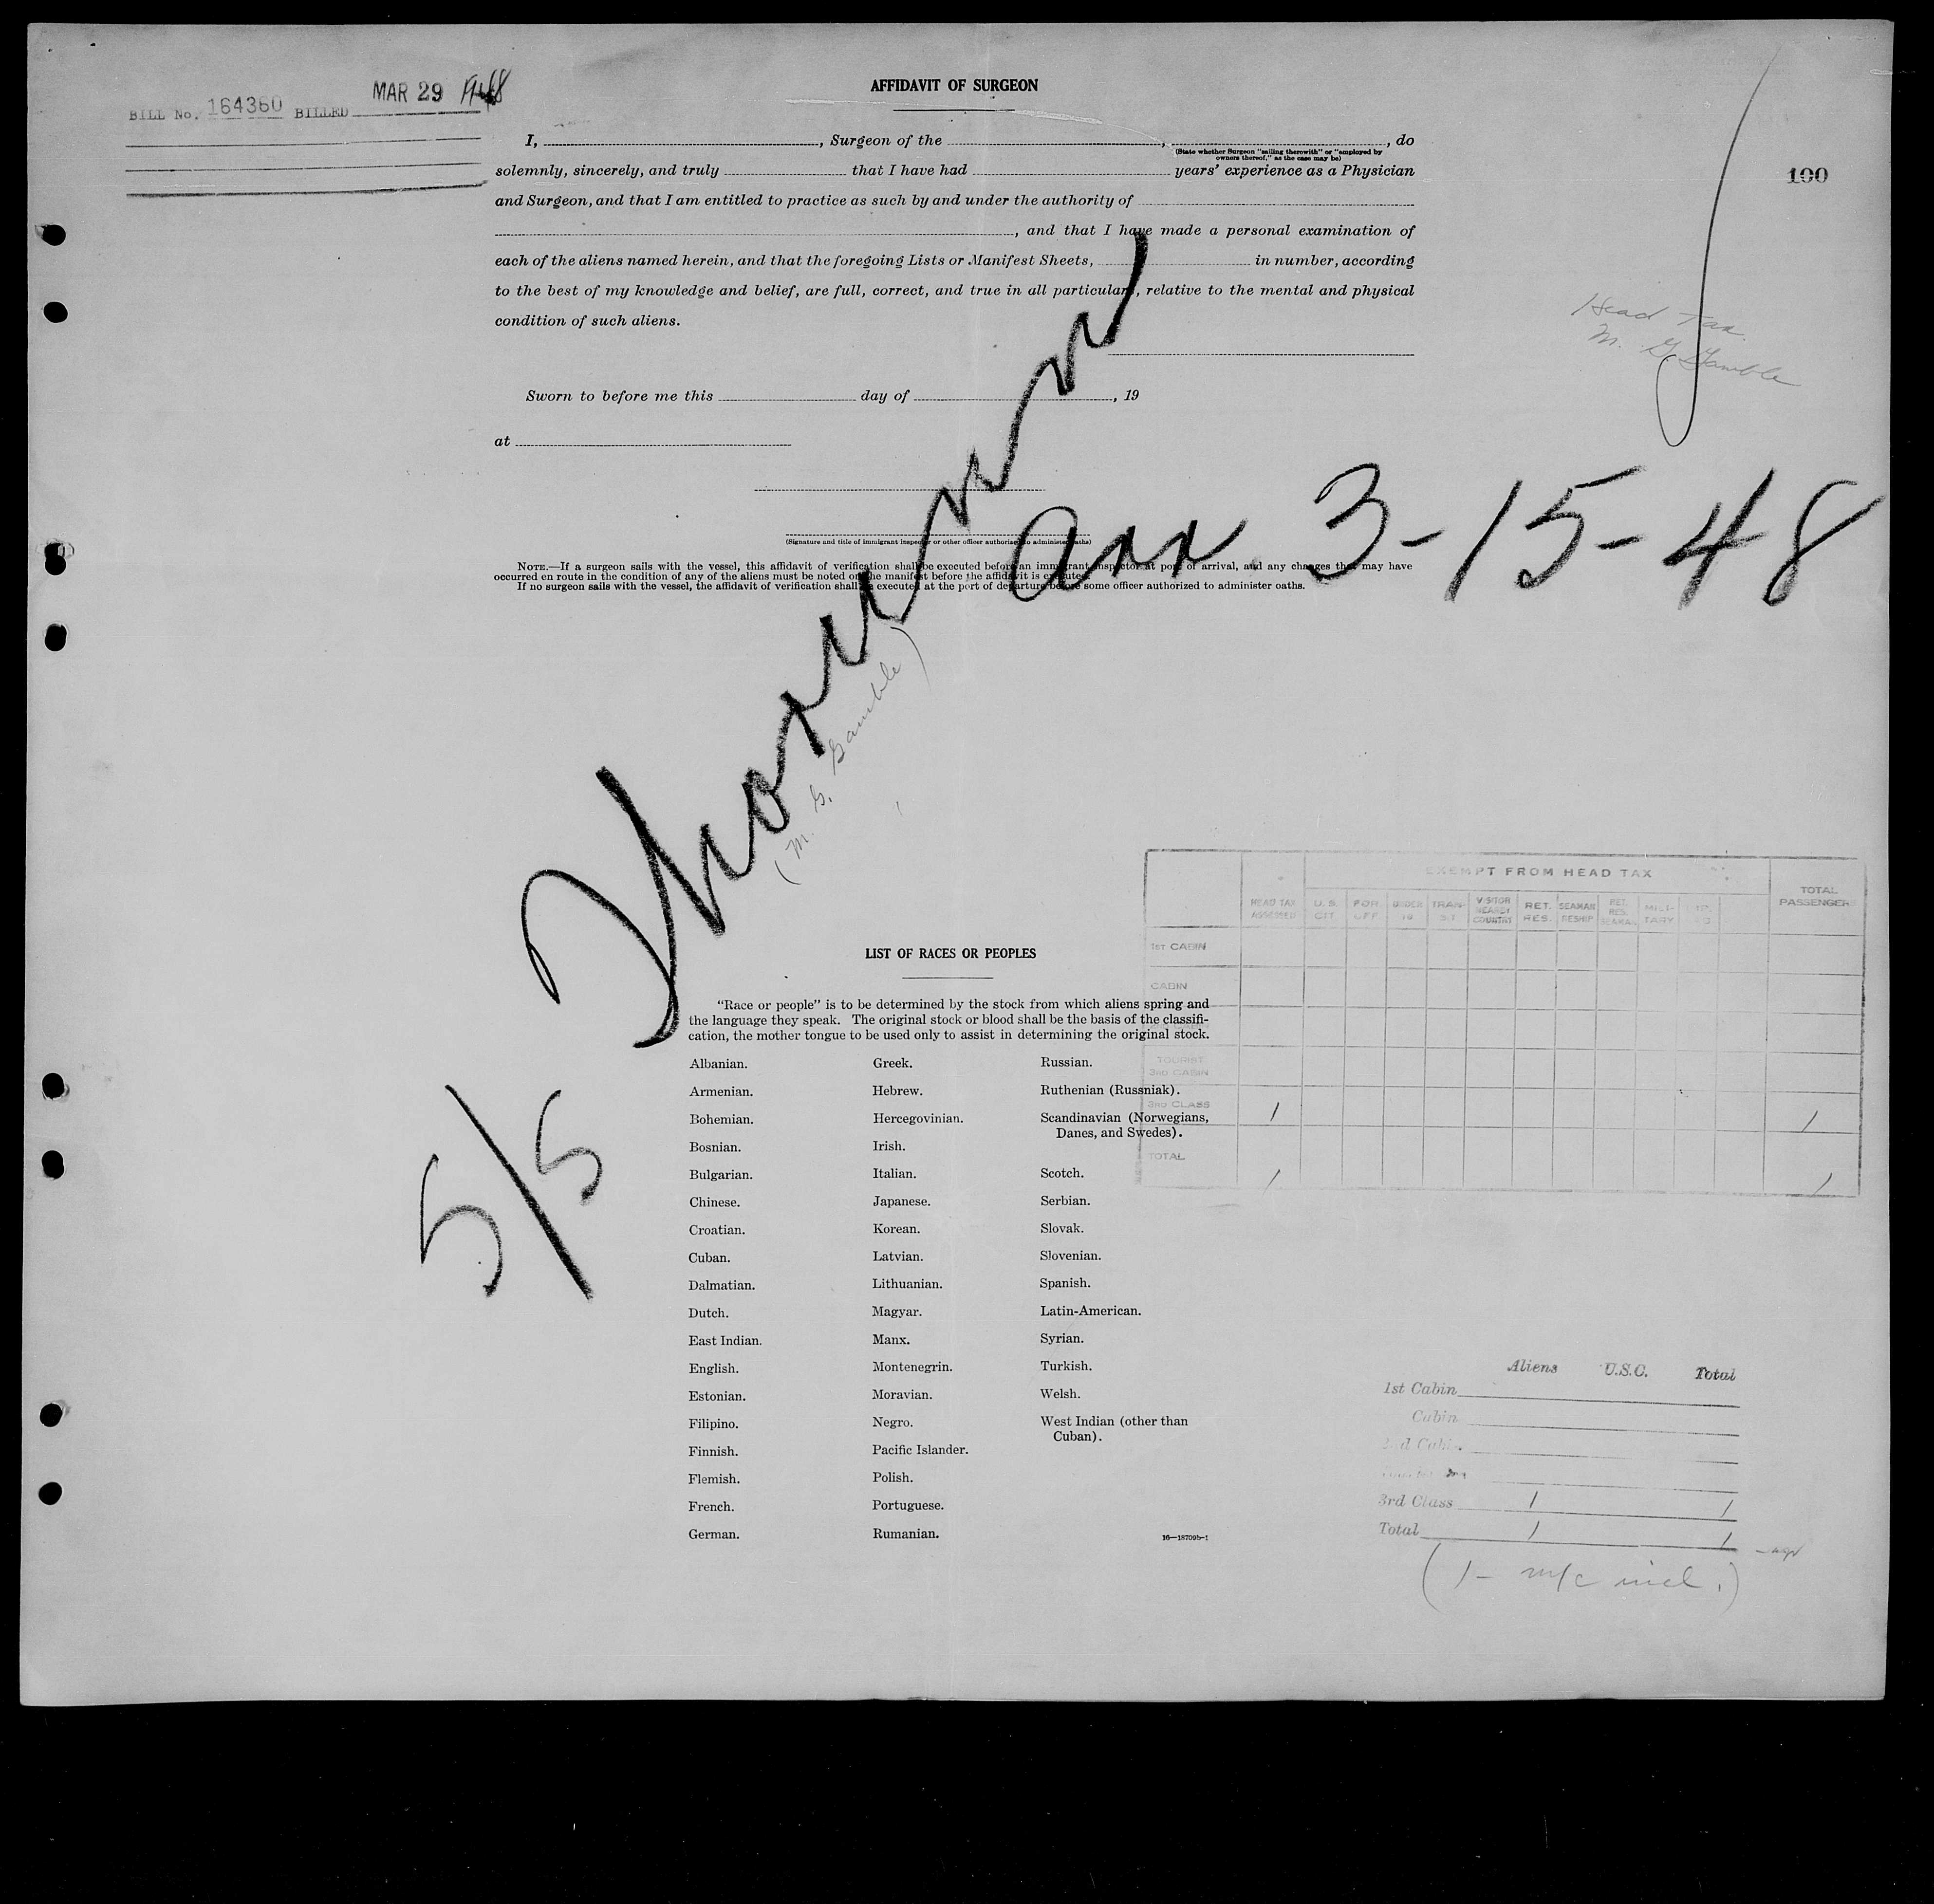 AFFIDAVIT OF SURGEON
BILL No. 164360 BILLED MAR 29 1948
100
I, , Surgeon of the , , do
(State whether Surgeon "sailing therewith" or "employed by
owners thereof," as the case may be)
solemnly, sincerely, and truly that I have had years' experience as a Physician
and Surgeon, and that I am entitled to practice as such by and under the authority of
, and that I have made a personal examination of
each of the aliens named herein, and that the foregoing Lists or Manifest Sheets, in number, according
to the best of my knowledge and belief, are full, correct, and true in all particulars, relative to the mental and physical
condition of such aliens.
Head Tax
M. G. Gamble
Sworn to before me this day of , 19
at
(Signature and title of immigrant inspector or other officer authorized to administer oaths)
3-15-48
NOTE.—If a surgeon sails with the vessel, this affidavit of verification shall be executed before an immigrant inspector at port of arrival, and any changes that may have
occurred en route in the condition of any of the aliens must be noted on the manifest before the affidavit is executed.
If no surgeon sails with the vessel, the affidavit of verification shall be executed at the port of departure before some officer authorized to administer oaths.
(M. G. Gamble)
5/5
EXEMPT FROM HEAD TAX
HEAD TAX ASSESSED U.S. CIT FOR. OFF UNDER 16 TRANSIT VISITOR NEARBY COUNTRY RET. RES. SEAMAN RESHIP RET. RES. SEAMAN MILITARY TOTAL PASSENGERS
1ST CABIN
CABIN
TOURIST
3RD CABIN
3RD CLASS 1 1
TOTAL 1 1
LIST OF RACES OR PEOPLES
"Race or people" is to be determined by the stock from which aliens spring and
the language they speak. The original stock or blood shall be the basis of the classifi-
cation, the mother tongue to be used only to assist in determining the original stock.
Albanian.
Armenian.
Bohemian.
Bosnian.
Bulgarian.
Chinese.
Croatian.
Cuban.
Dalmatian.
Dutch.
East Indian.
English.
Estonian.
Filipino.
Finnish.
Flemish.
French.
German.
Greek.
Hebrew.
Hercegovinian.
Irish.
Italian.
Japanese.
Korean.
Latvian.
Lithuanian.
Magyar.
Manx.
Montenegrin.
Moravian.
Negro.
Pacific Islander.
Polish.
Portuguese.
Rumanian.
Russian.
Ruthenian (Russniak).
Scandinavian (Norwegians,
Danes, and Swedes).
Scotch.
Serbian.
Slovak.
Slovenian.
Spanish.
Latin-American.
Syrian.
Turkish.
Welsh.
West Indian (other than
Cuban).
16—18709b-1
Aliens U.S.C. Total
1st Cabin
Cabin
2nd Cabin
3rd Class 1 1
Total 1 1
(1- m/c incl.)